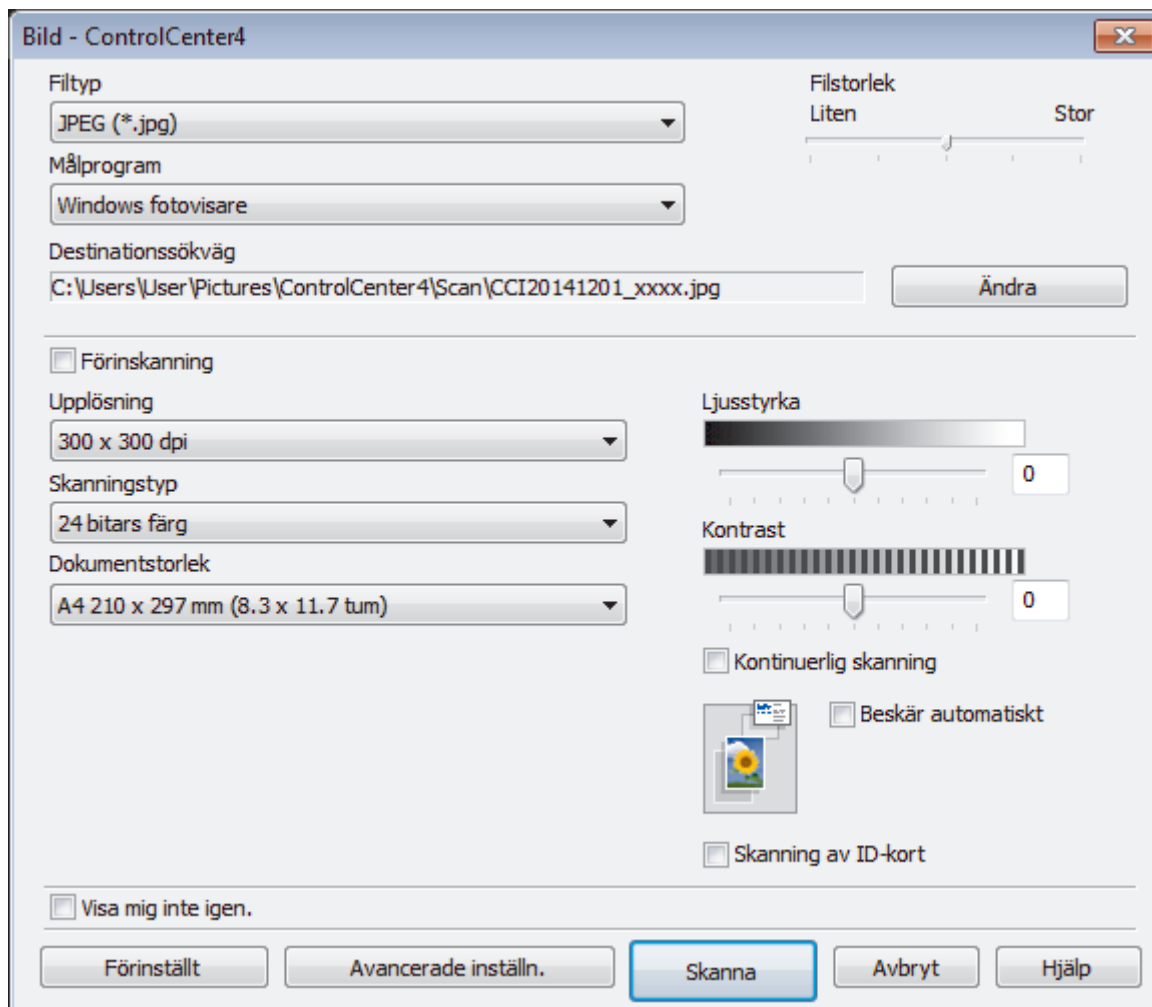 Bild - ControlCenter4
Filtyp
JPEG (*.jpg)
Filstorlek
Liten Stor
Målprogram
Windows fotovisare
Destinationssökväg
C:\Users\User\Pictures\ControlCenter4\Scan\CCI20141201_xxxx.jpg
Ändra
Förinskanning
Upplösning
300 x 300 dpi
Skanningstyp
24 bitars färg
Dokumentstorlek
A4 210 x 297 mm (8.3 x 11.7 tum)
Ljusstyrka
0
Kontrast
0
Kontinuerlig skanning
Beskär automatiskt
Skanning av ID-kort
Visa mig inte igen.
Förinställt Avancerade inställn. Skanna Avbryt Hjälp